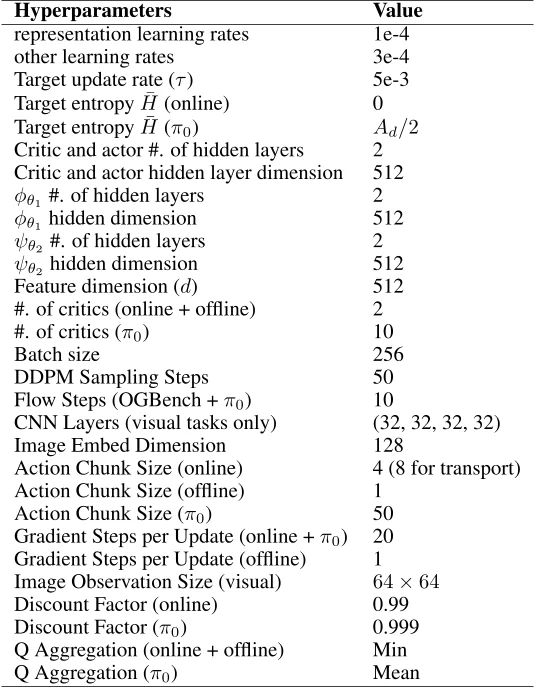 Hyperparameters Value
representation learning rates 1e-4
other learning rates 3e-4
Target update rate (τ) 5e-3
Target entropy H̄ (online) 0
Target entropy H̄ (π₀) A_d/2
Critic and actor #. of hidden layers 2
Critic and actor hidden layer dimension 512
ϕ_θ₁ #. of hidden layers 2
ϕ_θ₁ hidden dimension 512
ψ_θ₂ #. of hidden layers 2
ψ_θ₂ hidden dimension 512
Feature dimension (d) 512
#. of critics (online + offline) 2
#. of critics (π₀) 10
Batch size 256
DDPM Sampling Steps 50
Flow Steps (OGBench + π₀) 10
CNN Layers (visual tasks only) (32, 32, 32, 32)
Image Embed Dimension 128
Action Chunk Size (online) 4 (8 for transport)
Action Chunk Size (offline) 1
Action Chunk Size (π₀) 50
Gradient Steps per Update (online + π₀) 20
Gradient Steps per Update (offline) 1
Image Observation Size (visual) 64 × 64
Discount Factor (online) 0.99
Discount Factor (π₀) 0.999
Q Aggregation (online + offline) Min
Q Aggregation (π₀) Mean